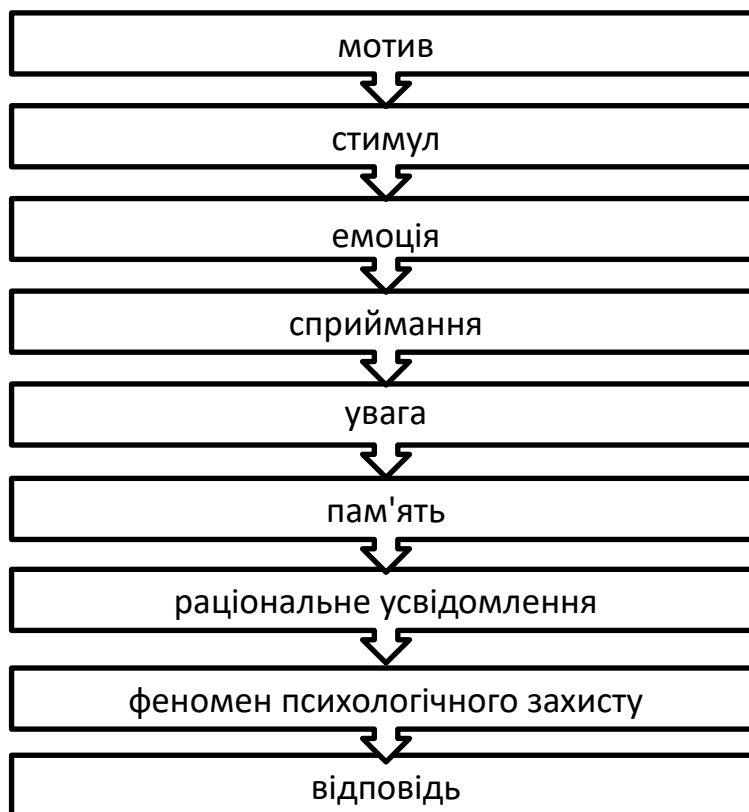 мотив
стимул
емоція
сприймання
увага
пам'ять
раціональне усвідомлення
феномен психологічного захисту
відповідь